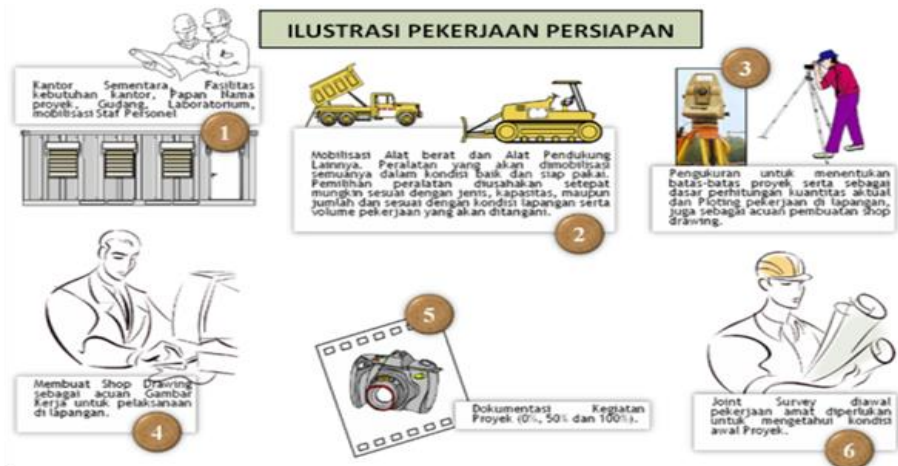 ILUSTRASI PEKERJAAN PERSIAPAN
Kantor Sementara, Fasilitas
kebutuhan kantor, Papan Nama
proyek, Gudang, Laboratorium,
mobilisasi Staf Personel
1
Mobilisasi Alat berat dan Alat Pendukung
Lainnya. Peralatan yang akan dimobilisasi
semuanya dalam kondisi baik dan siap pakai.
Pemilihan peralatan diusahakan setepat
mungkin sesuai dengan jenis, kapasitas, maupun
jumlah dan sesuai dengan kondisi lapangan serta
volume pekerjaan yang akan ditangani.
2
3
Pengukuran untuk menentukan
batas-batas proyek serta sebagai
dasar perhitungan kuantitas aktual
dan Ploting pekerjaan di lapangan,
juga sebagai acuan pembuatan shop
drawing.
Membuat Shop Drawing
sebagai acuan Gambar
Kerja untuk pelaksanaan
di lapangan.
4
5
Dokumentasi Kegiatan
Proyek (0%, 50% dan 100%).
Joint Survey diawal
pekerjaan amat diperlukan
untuk mengetahui kondisi
awal Proyek.
6